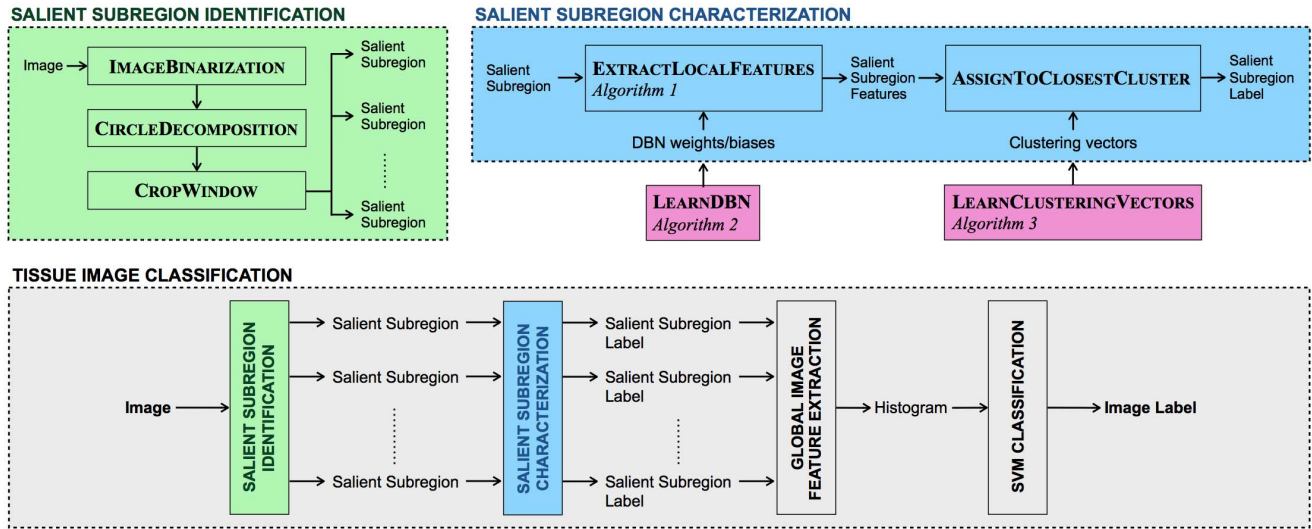 SALIENT SUBREGION IDENTIFICATION
Image
IMAGEBINARIZATION
CIRCLEDECOMPOSITION
CROPWINDOW
Salient
Subregion
Salient
Subregion
Salient
Subregion
SALIENT SUBREGION CHARACTERIZATION
Salient
Subregion
EXTRACTLOCALFEATURES
Algorithm 1
Salient
Subregion
Features
ASSIGNTOCLOSESTCLUSTER
Salient
Subregion
Label
DBN weights/biases
Clustering vectors
LEARNDBN
Algorithm 2
LEARNCLUSTERINGVECTORS
Algorithm 3
TISSUE IMAGE CLASSIFICATION
Image
SALIENT SUBREGION
IDENTIFICATION
Salient Subregion
Salient Subregion
Salient Subregion
SALIENT SUBREGION
CHARACTERIZATION
Salient Subregion
Label
Salient Subregion
Label
Salient Subregion
Label
GLOBAL IMAGE
FEATURE EXTRACTION
Histogram
SVM CLASSIFICATION
Image Label